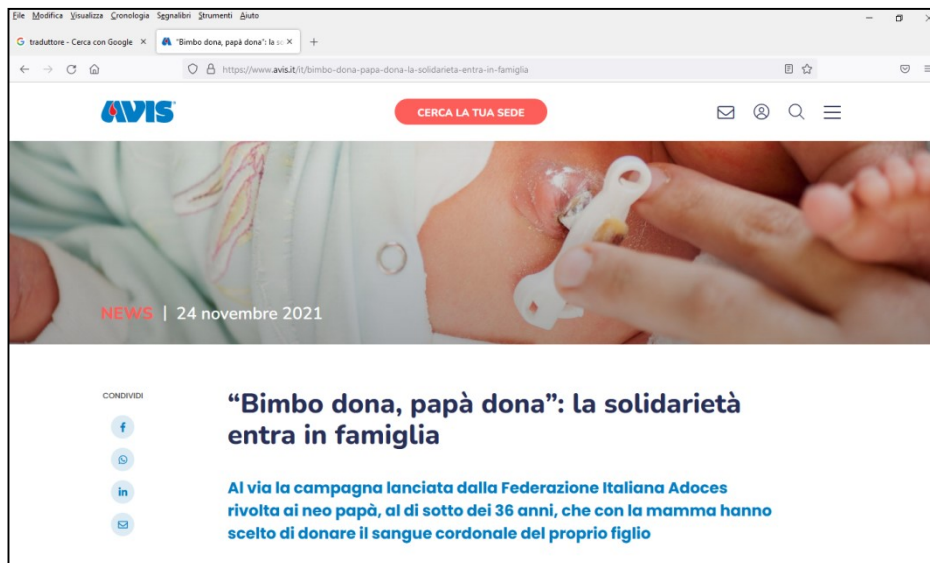 File Modifica Visualizza Cronologia Segnalibri Strumenti Aiuto
traduttore - Cerca con Google
"Bimbo dona, papà dona": la so
https://www.avis.it/it/bimbo-dona-papa-dona-la-solidarieta-entra-in-famiglia
AVIS
CERCA LA TUA SEDE
NEWS | 24 novembre 2021
CONDIVIDI
“Bimbo dona, papà dona”: la solidarietà
entra in famiglia
Al via la campagna lanciata dalla Federazione Italiana Adoces
rivolta ai neo papà, al di sotto dei 36 anni, che con la mamma hanno
scelto di donare il sangue cordonale del proprio figlio